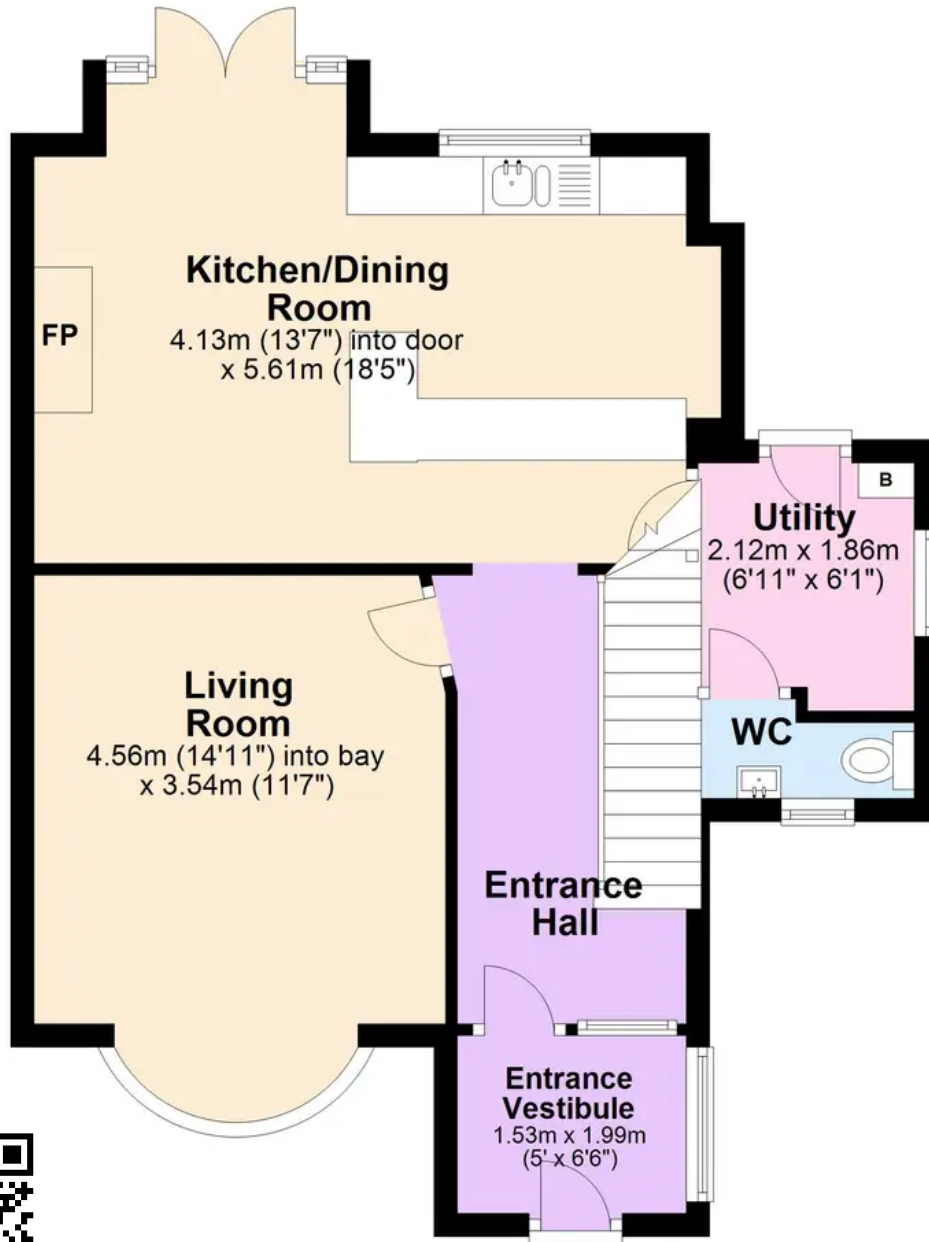 Kitchen/Dining
Room
4.13m (13'7") into door
x 5.61m (18'5")
FP
B
Utility
2.12m x 1.86m
(6'11" x 6'1")
Living
Room
4.56m (14'11") into bay
x 3.54m (11'7")
WC
Entrance
Hall
Entrance
Vestibule
1.53m x 1.99m
(5' x 6'6")